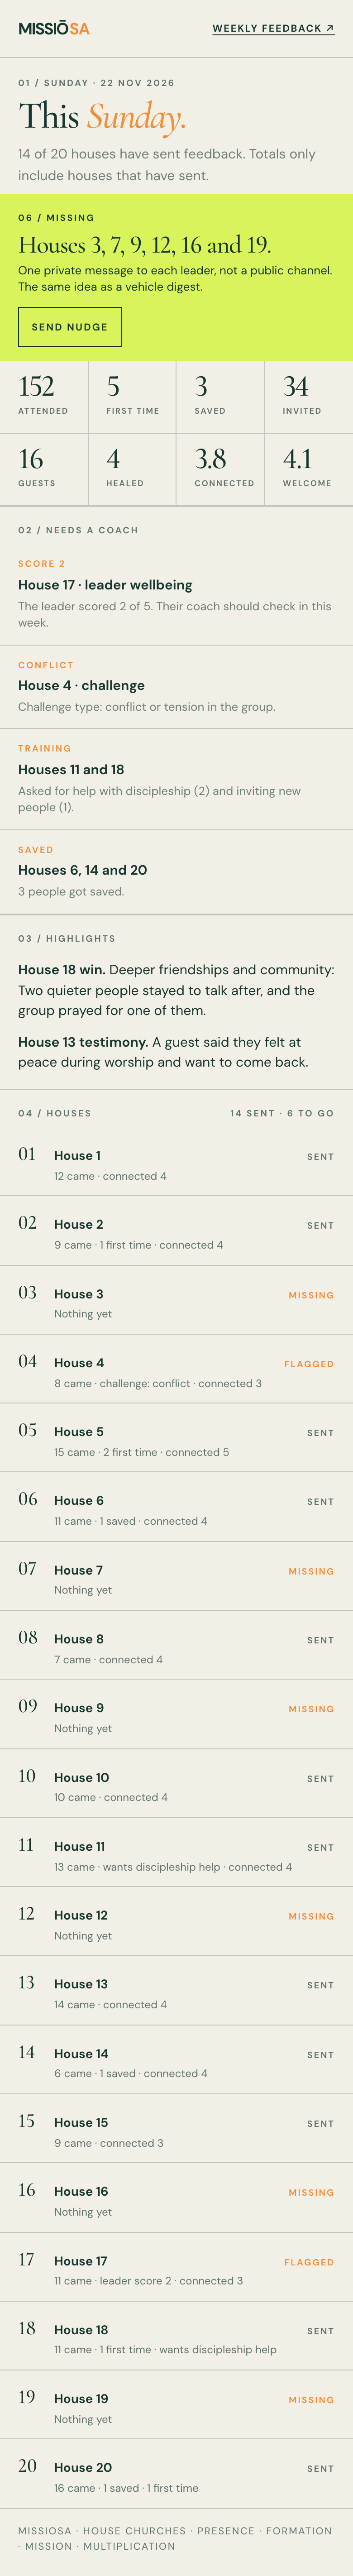 MISSIŌSA
WEEKLY FEEDBACK ↗
01 / SUNDAY · 22 NOV 2026
This Sunday.
14 of 20 houses have sent feedback. Totals only
include houses that have sent.
06 / MISSING
Houses 3, 7, 9, 12, 16 and 19.
One private message to each leader, not a public channel.
The same idea as a vehicle digest.
SEND NUDGE
152
ATTENDED
5
FIRST TIME
3
SAVED
34
INVITED
16
GUESTS
4
HEALED
3.8
CONNECTED
4.1
WELCOME
02 / NEEDS A COACH
SCORE 2
House 17 · leader wellbeing
The leader scored 2 of 5. Their coach should check in this
week.
CONFLICT
House 4 · challenge
Challenge type: conflict or tension in the group.
TRAINING
Houses 11 and 18
Asked for help with discipleship (2) and inviting new
people (1).
SAVED
Houses 6, 14 and 20
3 people got saved.
03 / HIGHLIGHTS
House 18 win. Deeper friendships and community:
Two quieter people stayed to talk after, and the
group prayed for one of them.
House 13 testimony. A guest said they felt at
peace during worship and want to come back.
04 / HOUSES
14 SENT · 6 TO GO
01 House 1 SENT
12 came · connected 4
02 House 2 SENT
9 came · 1 first time · connected 4
03 House 3 MISSING
Nothing yet
04 House 4 FLAGGED
8 came · challenge: conflict · connected 3
05 House 5 SENT
15 came · 2 first time · connected 5
06 House 6 SENT
11 came · 1 saved · connected 4
07 House 7 MISSING
Nothing yet
08 House 8 SENT
7 came · connected 4
09 House 9 MISSING
Nothing yet
10 House 10 SENT
10 came · connected 4
11 House 11 SENT
13 came · wants discipleship help · connected 4
12 House 12 MISSING
Nothing yet
13 House 13 SENT
14 came · connected 4
14 House 14 SENT
6 came · 1 saved · connected 4
15 House 15 SENT
9 came · connected 3
16 House 16 MISSING
Nothing yet
17 House 17 FLAGGED
11 came · leader score 2 · connected 3
18 House 18 SENT
11 came · 1 first time · wants discipleship help
19 House 19 MISSING
Nothing yet
20 House 20 SENT
16 came · 1 saved · 1 first time
MISSIOSA · HOUSE CHURCHES · PRESENCE · FORMATION
· MISSION · MULTIPLICATION